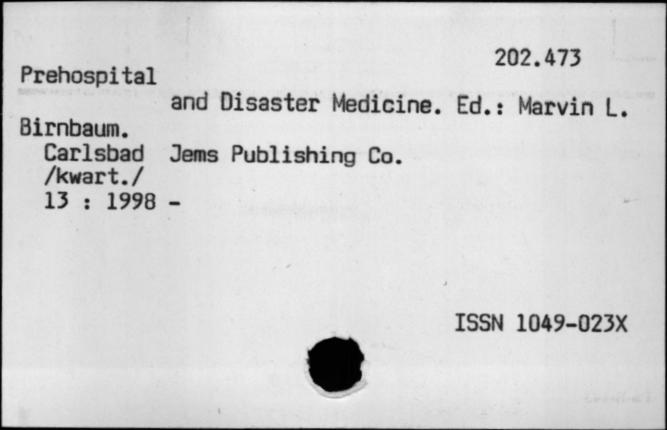 202.473
Prehospital
and Disaster Medicine. Ed.: Marvin L.
Birnbaum.
Carlsbad Jems Publishing Co.
/kwart./
13 : 1998 -
ISSN 1049-023X